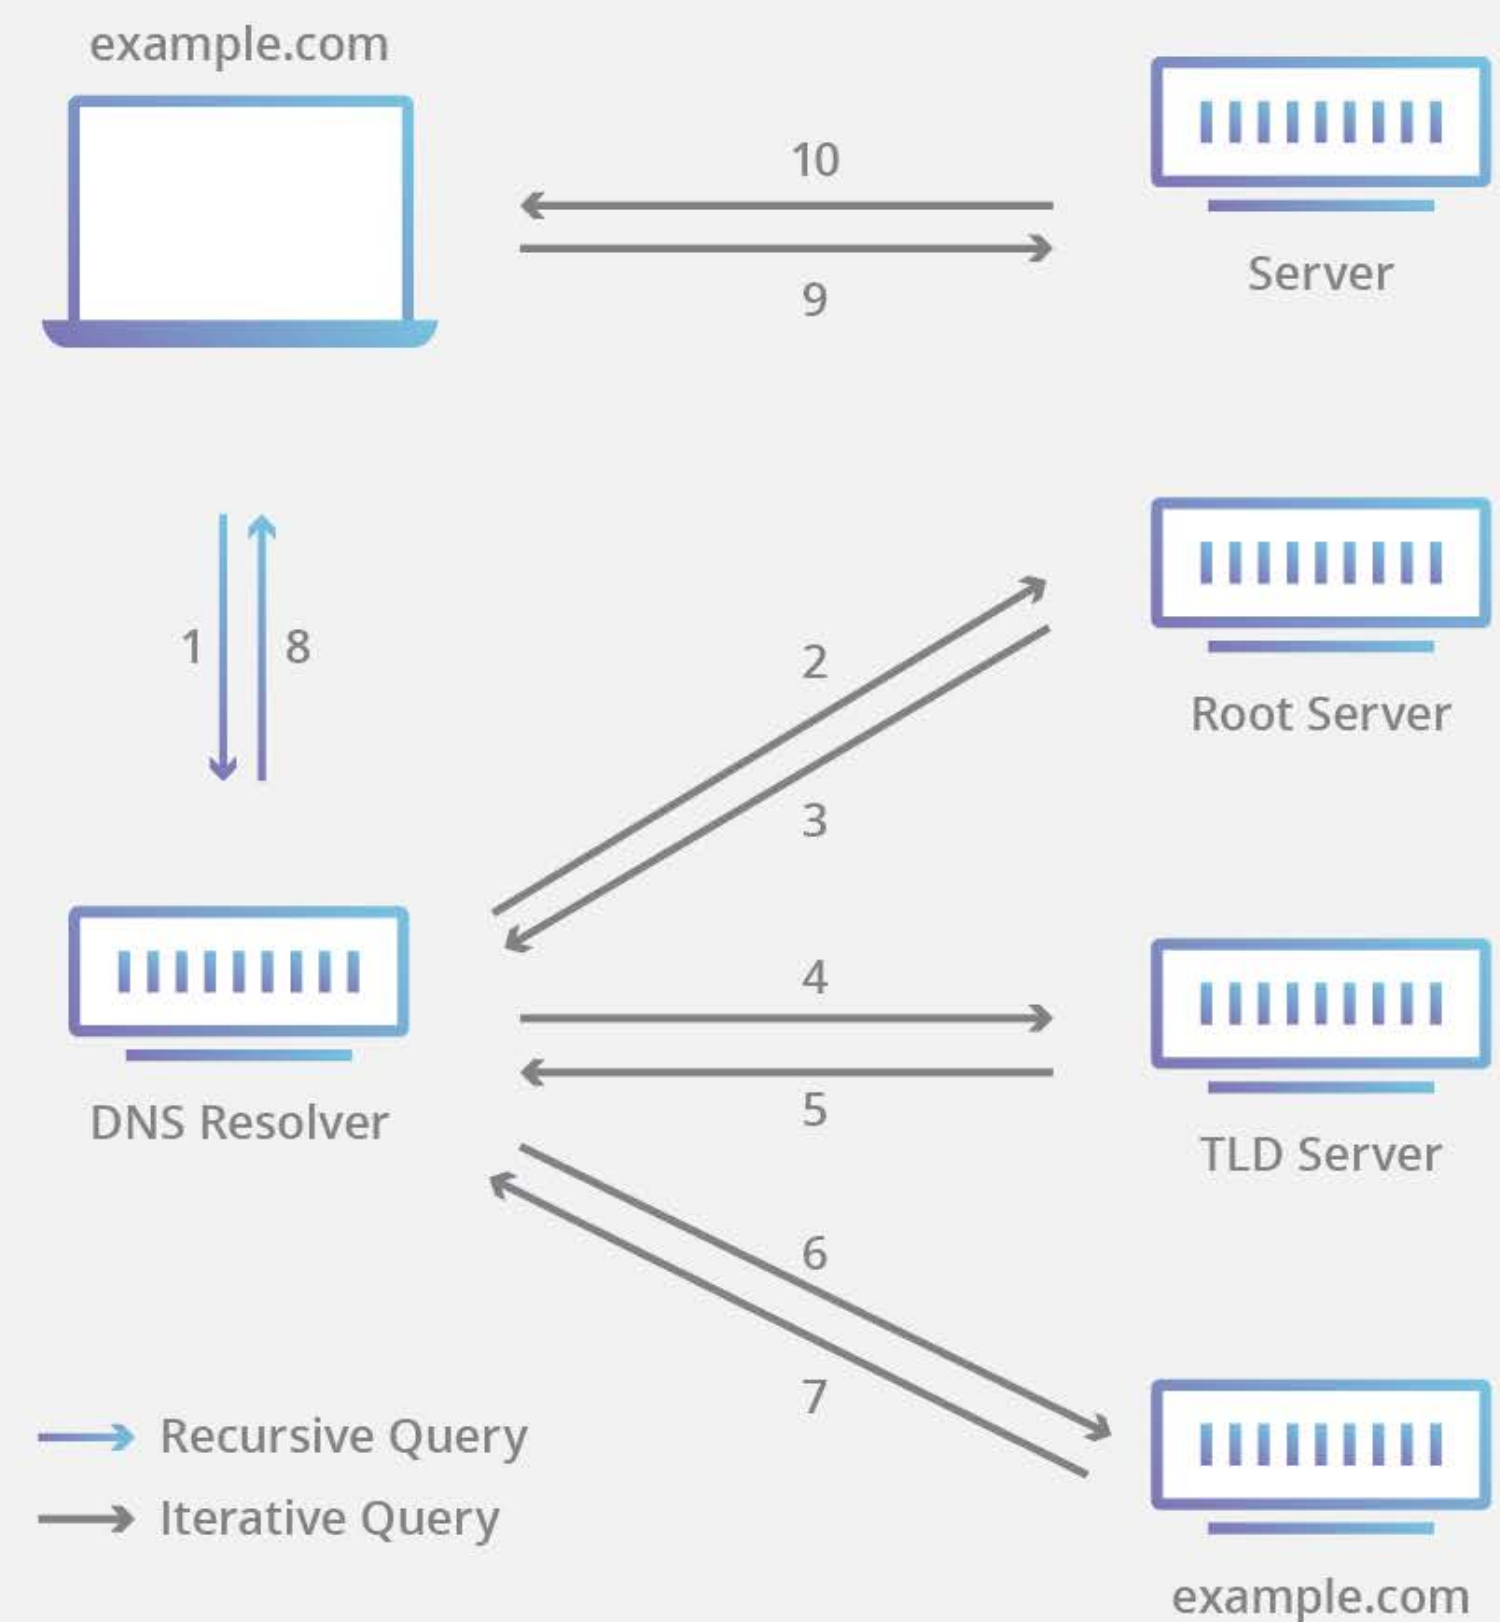 example.com
10
9
Server
1
8
2
3
Root Server
DNS Resolver
4
5
TLD Server
6
7
Recursive Query
Iterative Query
example.com